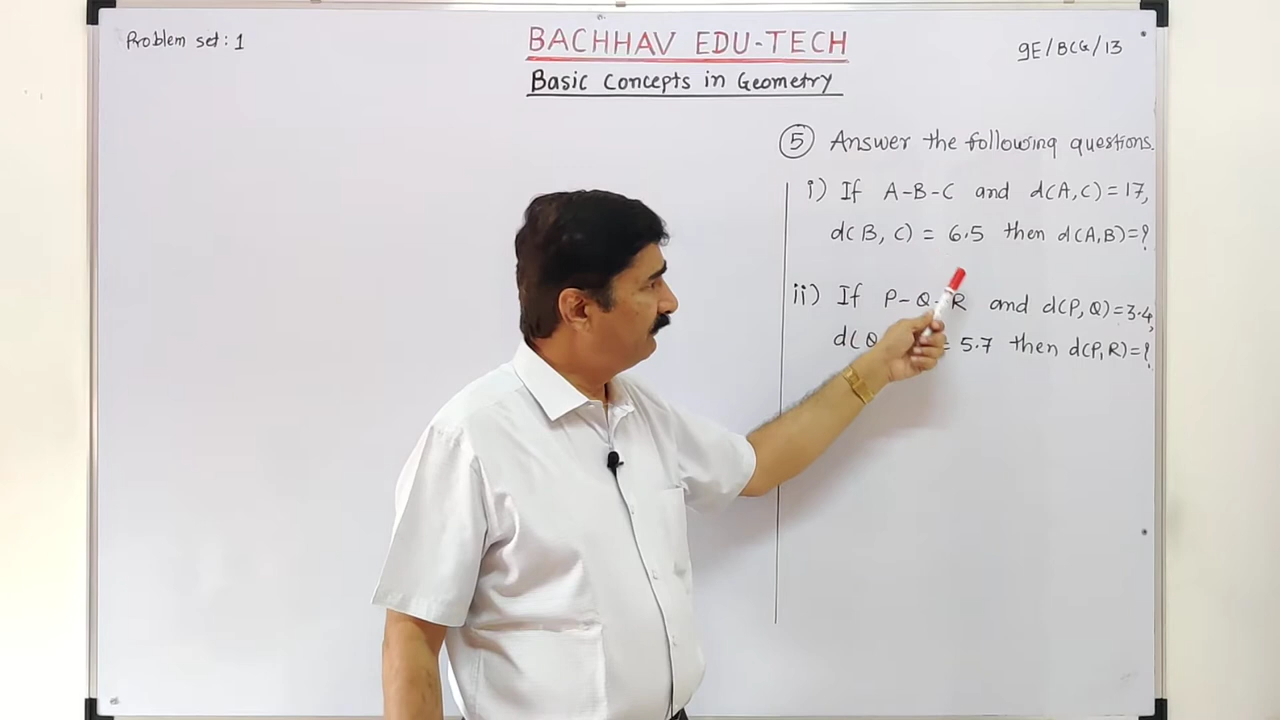 Problem set: 1
BACHHAV EDU-TECH
9E/BCG/13
Basic Concepts in Geometry
5 Answer the following questions.
i) If A-B-C and d(A,C)=17,
d(B, C) = 6.5 then d(A,B)=?
ii) If P-Q-R and d(P,Q)=3.4,
d(Q = 5.7 then d(P,R)=?